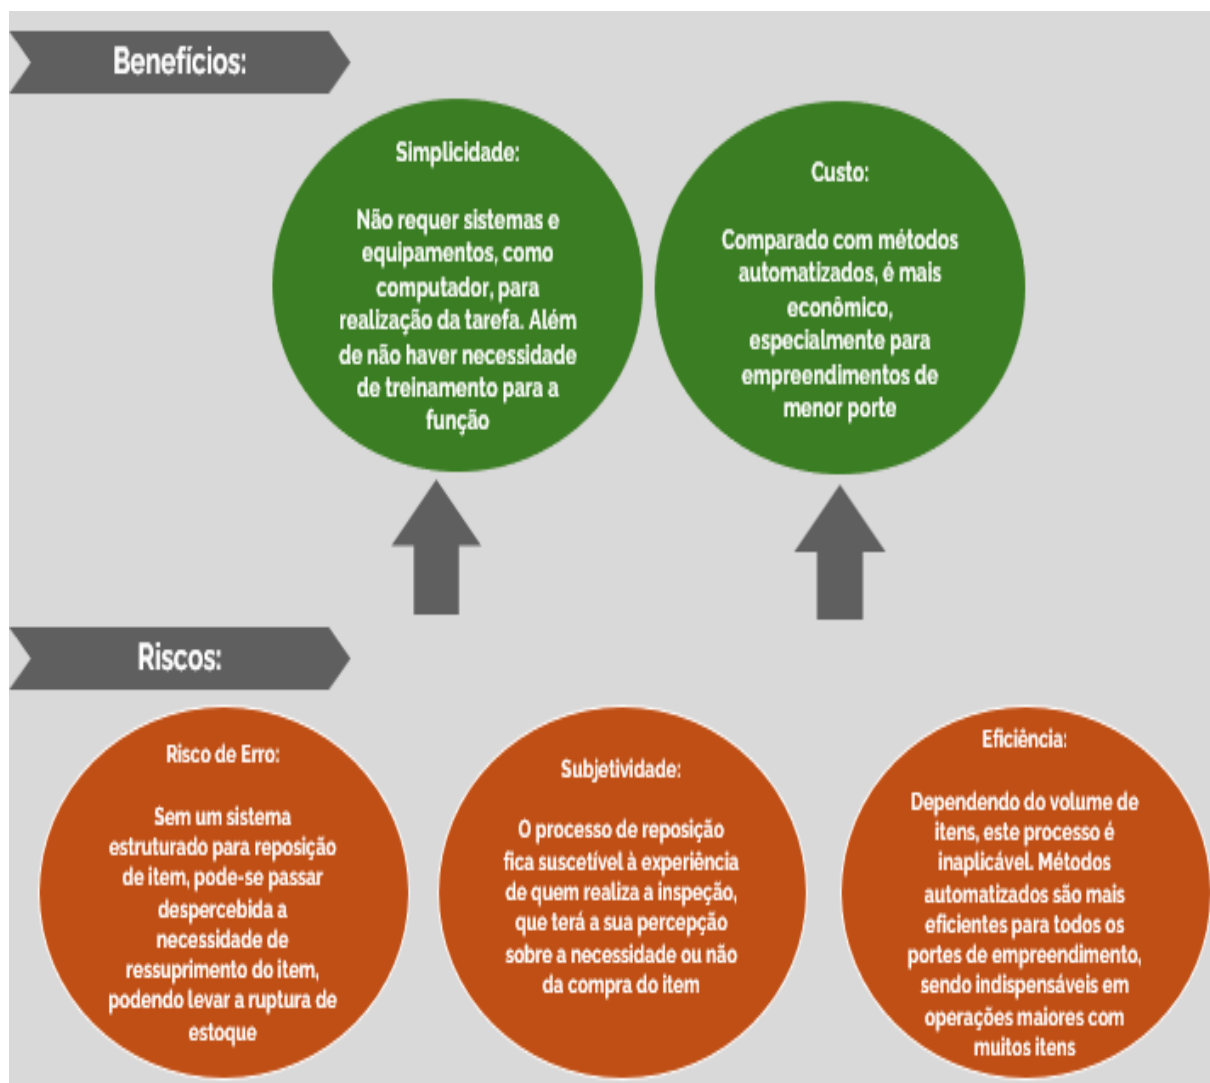 Benefícios:
Simplicidade:
Não requer sistemas e
equipamentos, como
computador, para
realização da tarefa. Além
de não haver necessidade
de treinamento para a
função
Custo:
Comparado com métodos
automatizados, é mais
econômico,
especialmente para
empreendimentos de
menor porte
Riscos:
Risco de Erro:
Sem um sistema
estruturado para reposição
de item, pode-se passar
despercebida a
necessidade de
ressuprimento do item,
podendo levar a ruptura de
estoque
Subjetividade:
O processo de reposição
fica suscetível à experiência
de quem realiza a inspeção,
que terá a sua percepção
sobre a necessidade ou não
da compra do item
Eficiência:
Dependendo do volume de
itens, este processo é
inaplicável. Métodos
automatizados são mais
eficientes para todos os
portes de empreendimento,
sendo indispensáveis em
operações maiores com
muitos itens